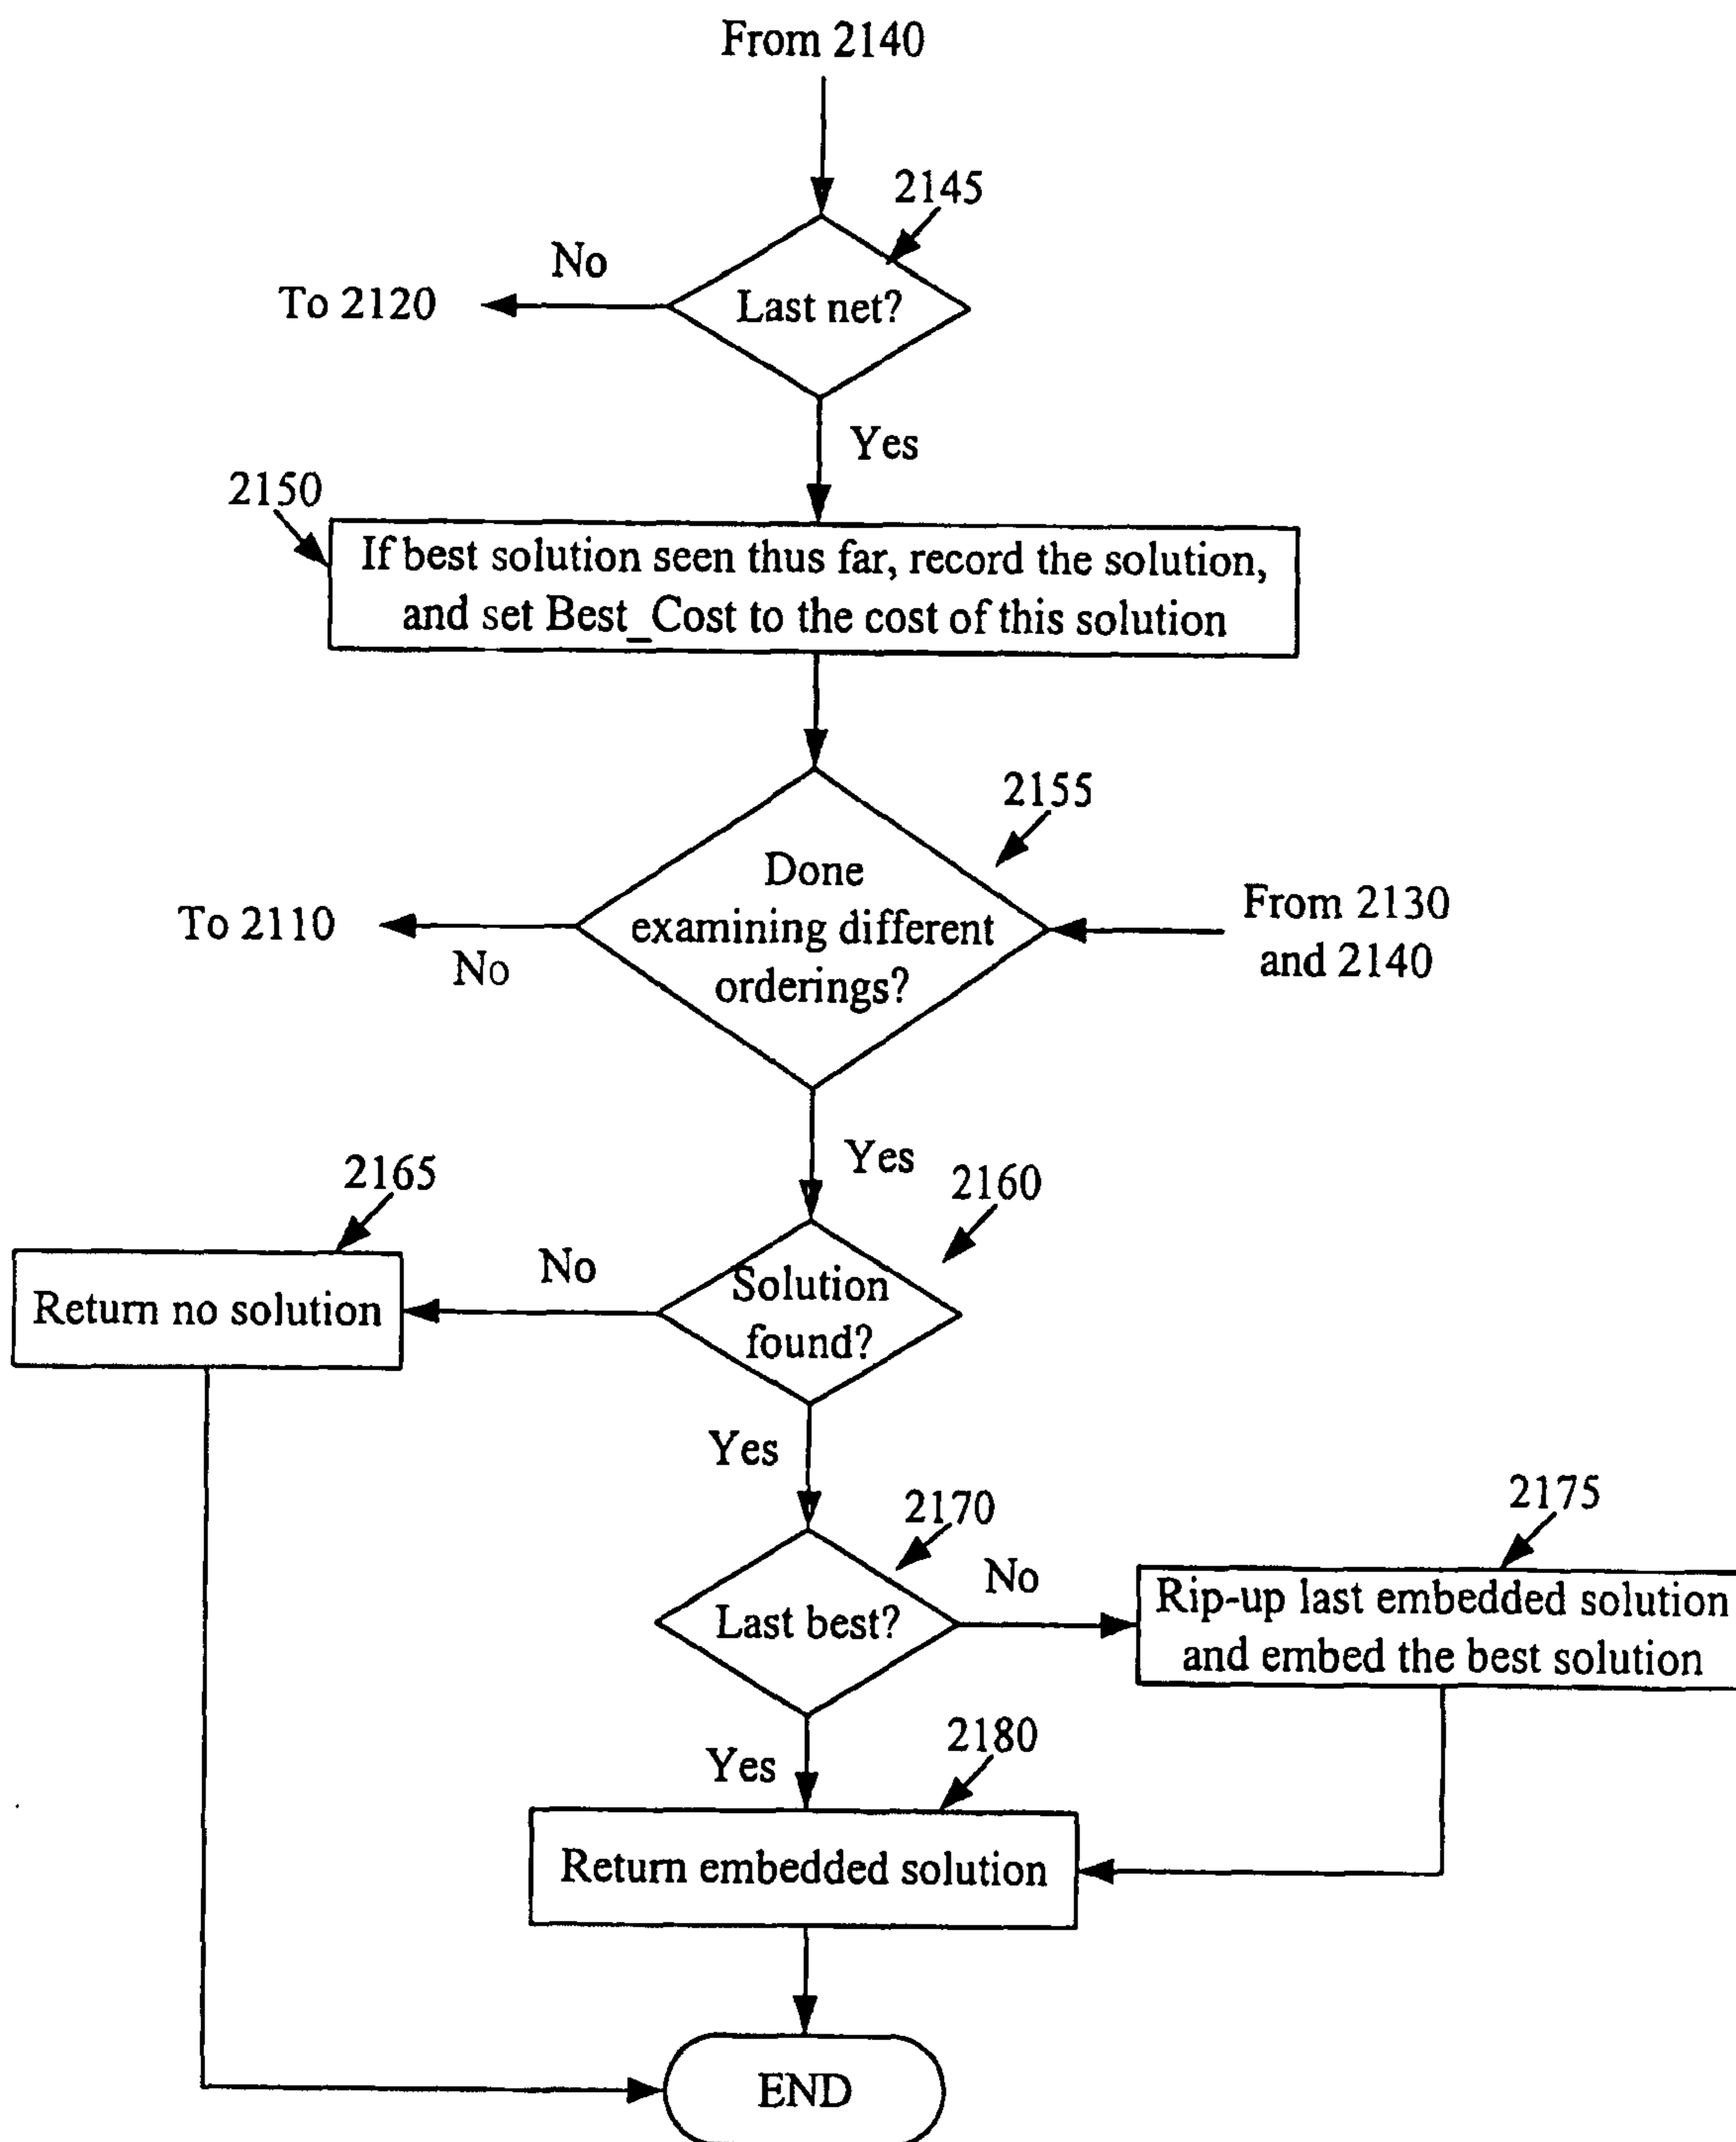 From 2140
2145
No
To 2120
Last net?
Yes
2150
If best solution seen thus far, record the solution,
and set Best_Cost to the cost of this solution
2155
Done
examining different
orderings?
To 2110
No
From 2130
and 2140
Yes
2160
2165
No
Solution
found?
Return no solution
Yes
2170
No
2175
Last best?
Rip-up last embedded solution
and embed the best solution
Yes
2180
Return embedded solution
END